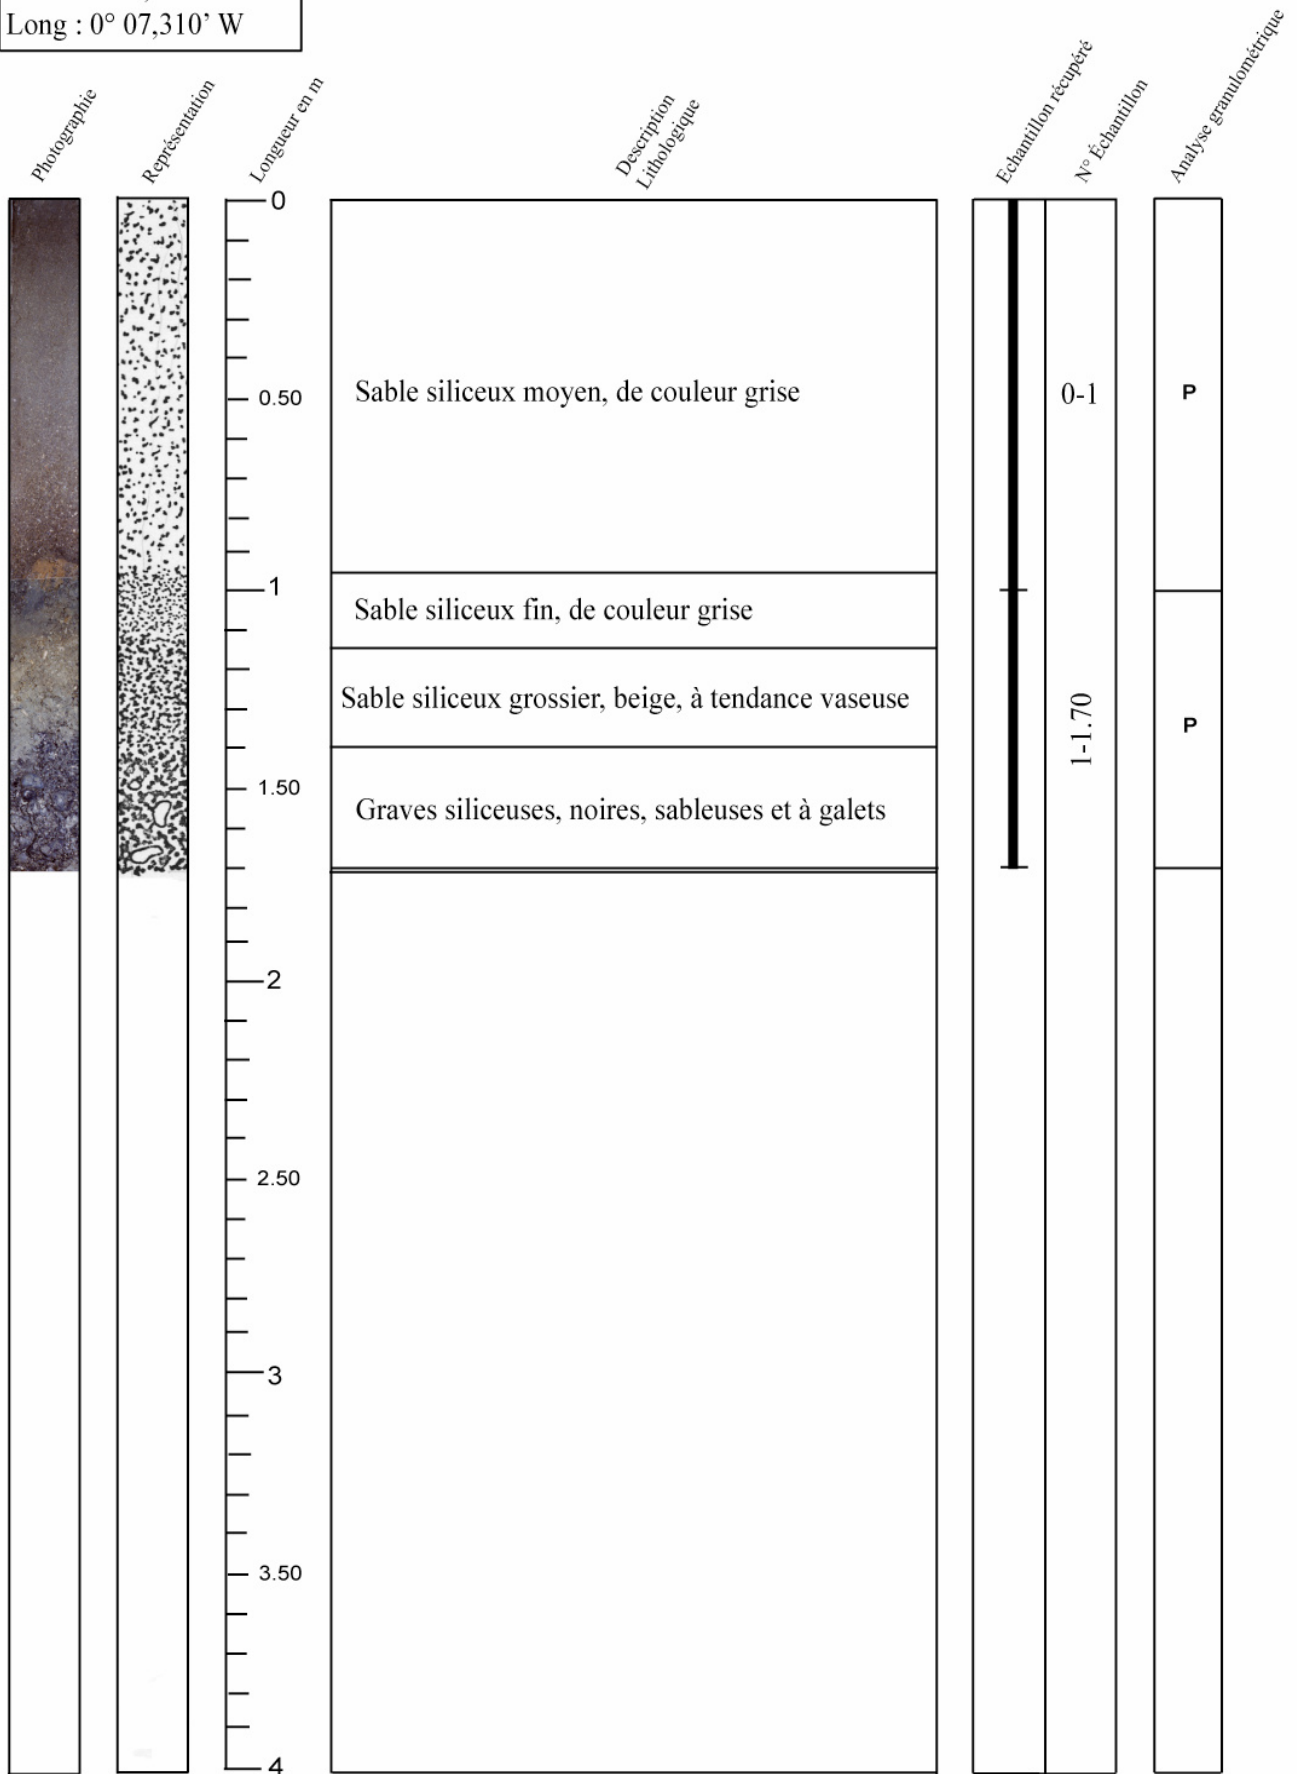 Long : 0° 07,310’ W
Photographie
Représentation
Longueur en m
Description
Lithologique
Echantillon récupéré
N° Échantillon
Analyse granulométrique
0
0.50
1
1.50
2
2.50
3
3.50
4
Sable siliceux moyen, de couleur grise
Sable siliceux fin, de couleur grise
Sable siliceux grossier, beige, à tendance vaseuse
Graves siliceuses, noires, sableuses et à galets
0-1
1-1.70
P
P